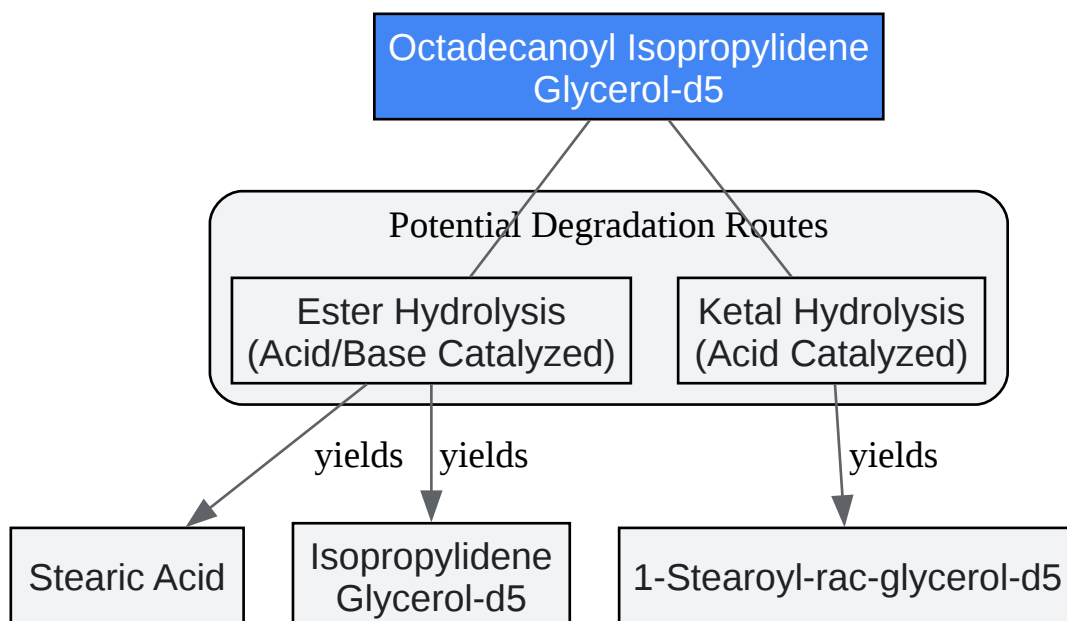 Octadecanoyl Isopropylidene
Glycerol-d5
Potential Degradation Routes
Ester Hydrolysis
(Acid/Base Catalyzed)
Ketal Hydrolysis
(Acid Catalyzed)
yields
yields
yields
Stearic Acid
Isopropylidene
Glycerol-d5
1-Stearoyl-rac-glycerol-d5